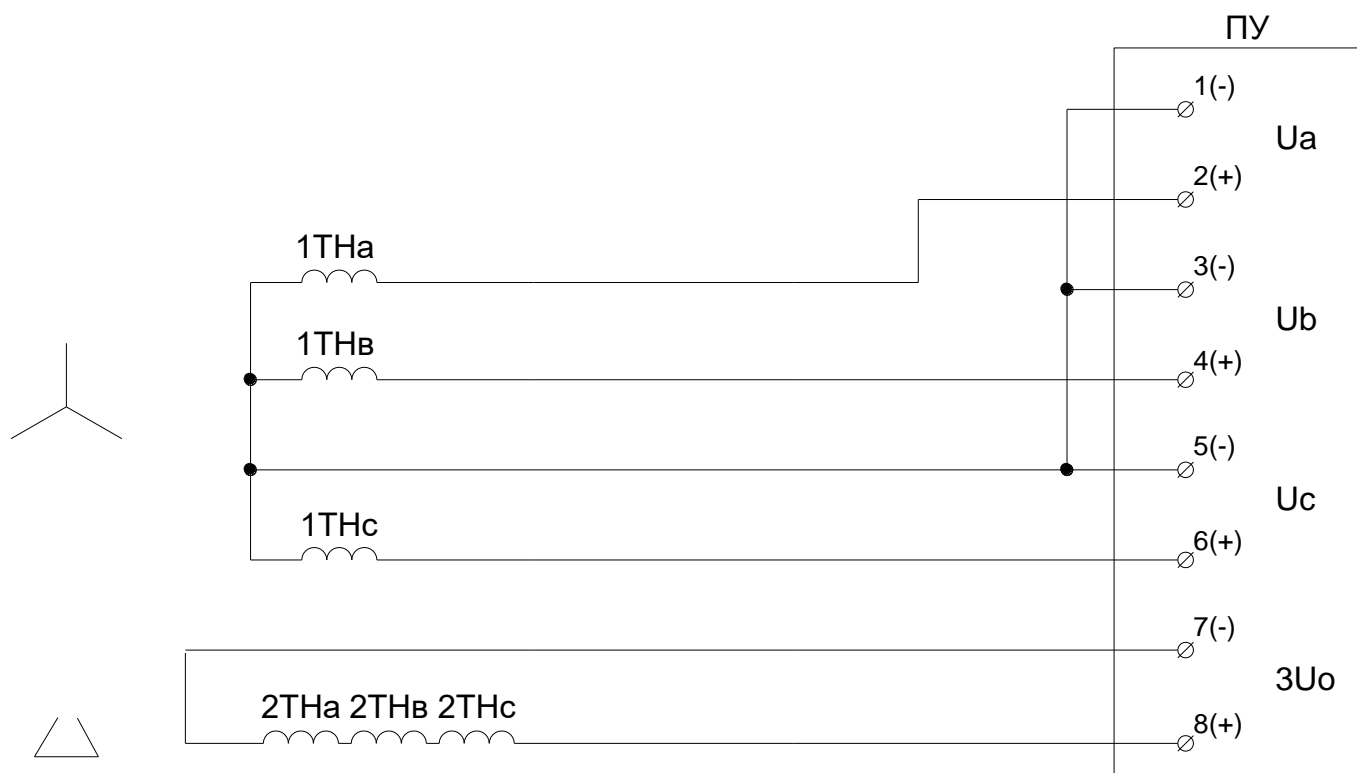 ПУ
1(-)
Ua
2(+)
1ТНа
3(-)
Ub
1ТНв
4(+)
5(-)
Uc
1ТНс
6(+)
7(-)
3Uo
2ТНа 2ТНв 2ТНс
8(+)